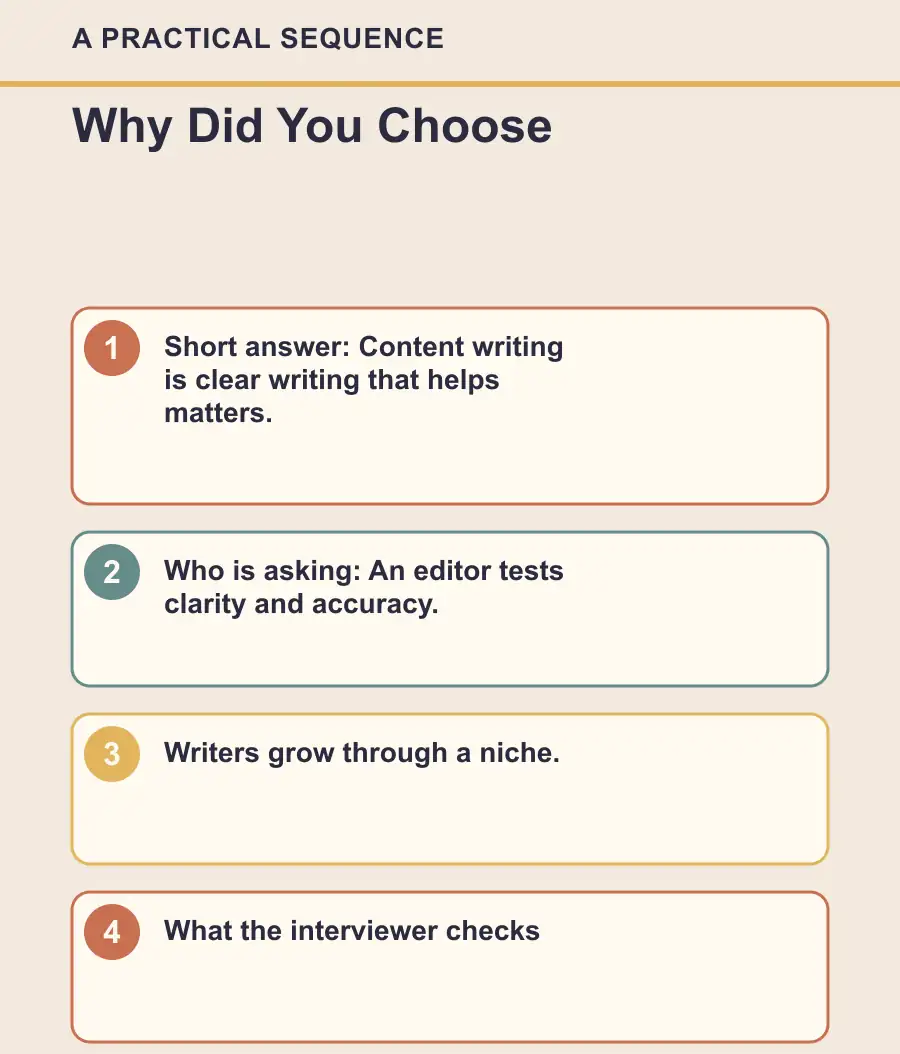 A PRACTICAL SEQUENCE
Why Did You Choose
1
Short answer: Content writing
is clear writing that helps
matters.
2
Who is asking: An editor tests
clarity and accuracy.
3
Writers grow through a niche.
4
What the interviewer checks